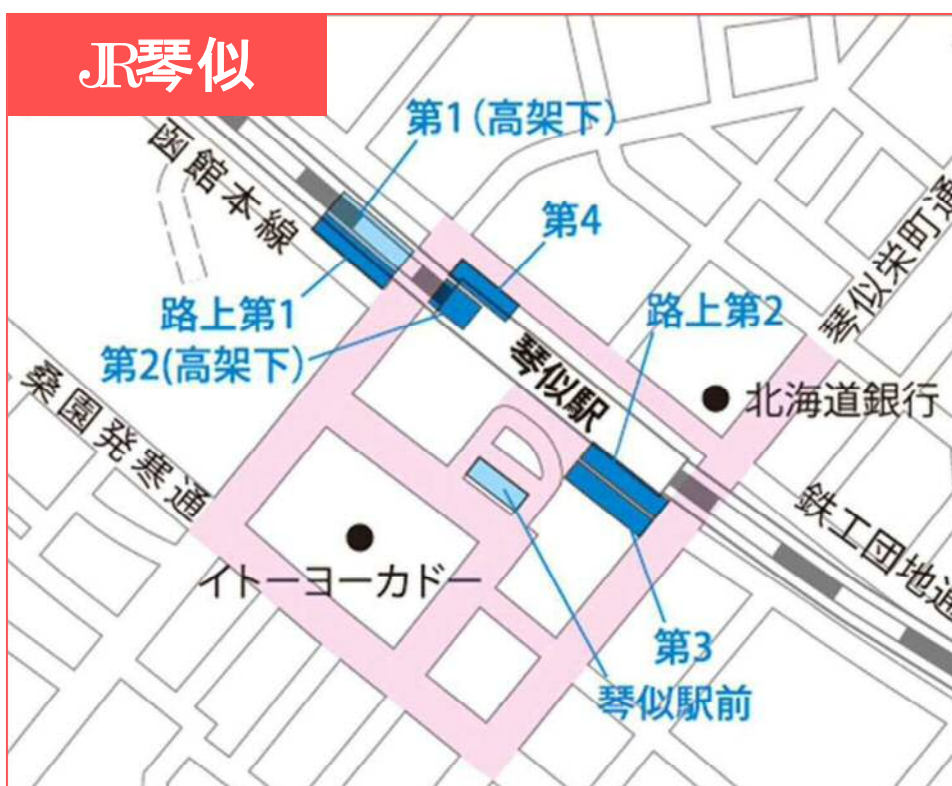 JR琴似
第1(高架下)
函館本線
第4
琴似栄町通
路上第1
路上第2
第2(高架下)
琴似駅
北海道銀行
桑園発寒通
鉄工団地通
イトーヨーカドー
第3
琴似駅前